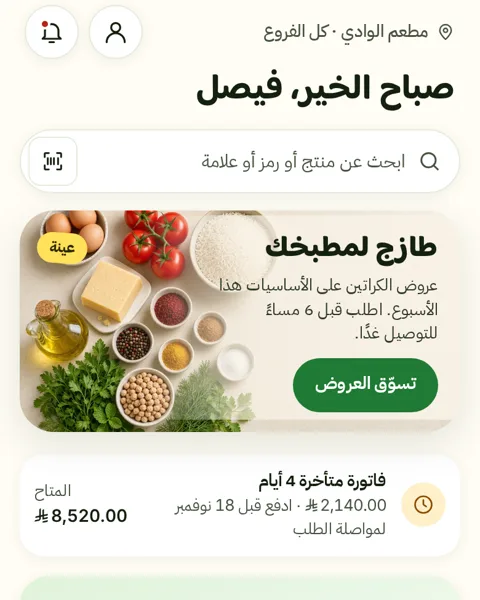 مطعم الوادي · كل الفروع
صباح الخير، فيصل
ابحث عن منتج أو رمز أو علامة
عينة
طازج لمطبخك
عروض الكراتين على الأساسيات هذا
الأسبوع. اطلب قبل 6 مساءً
للتوصيل غدًا.
تسوّق العروض
فاتورة متأخرة 4 أيام
⃁ 2,140.00 · ادفع قبل 18 نوفمبر
لمواصلة الطلب
المتاح
⃁ 8,520.00